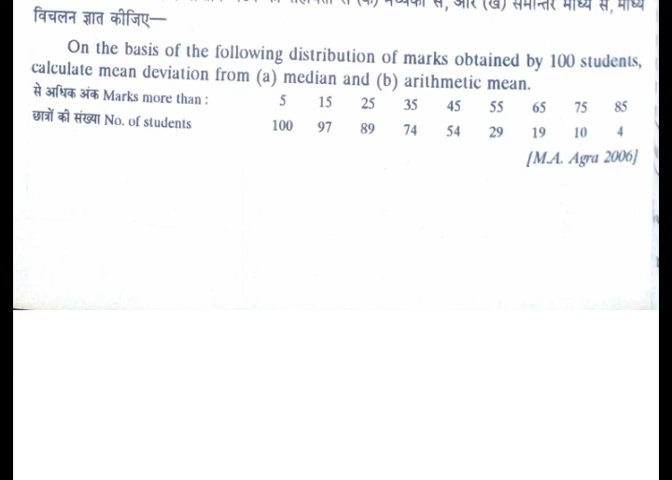 विचलन ज्ञात कीजिए—
On the basis of the following distribution of marks obtained by 100 students,
calculate mean deviation from (a) median and (b) arithmetic mean.
से अधिक अंक Marks more than : 5 15 25 35 45 55 65 75 85
छात्रों की संख्या No. of students 100 97 89 74 54 29 19 10 4
[M.A. Agra 2006]